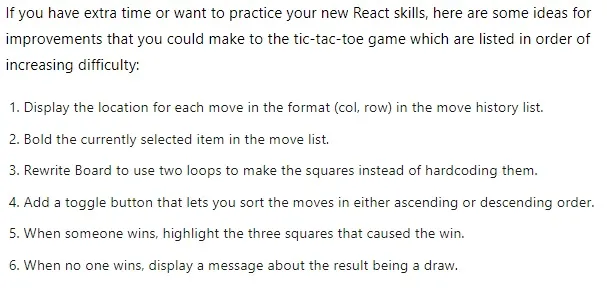 If you have extra time or want to practice your new React skills, here are some ideas for
improvements that you could make to the tic-tac-toe game which are listed in order of
increasing difficulty:
1. Display the location for each move in the format (col, row) in the move history list.
2. Bold the currently selected item in the move list.
3. Rewrite Board to use two loops to make the squares instead of hardcoding them.
4. Add a toggle button that lets you sort the moves in either ascending or descending order.
5. When someone wins, highlight the three squares that caused the win.
6. When no one wins, display a message about the result being a draw.